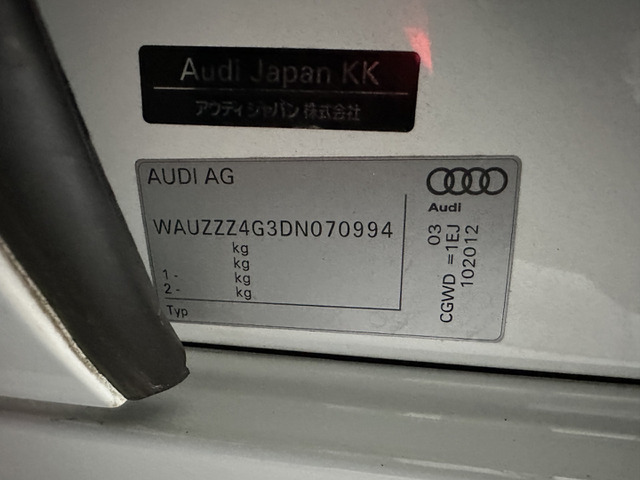 Audi Japan KK
アウディ ジャパン 株式会社
AUDI AG
Audi
WAUZZZ4G3DN070994
kg
kg
1 - kg
2 - kg
Typ
CGWD =1EJ
03
102012